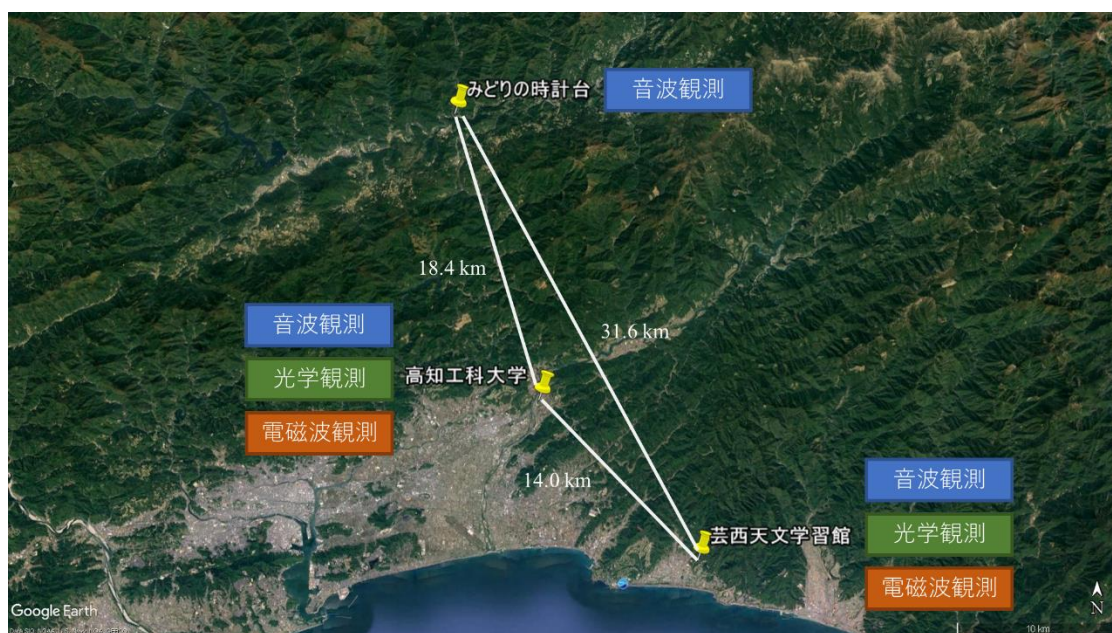 みどりの時計台
音波観測
18.4 km
31.6 km
音波観測
光学観測
電磁波観測
高知工科大学
14.0 km
音波観測
光学観測
電磁波観測
芸西天文学習館
Google Earth
N
10 km